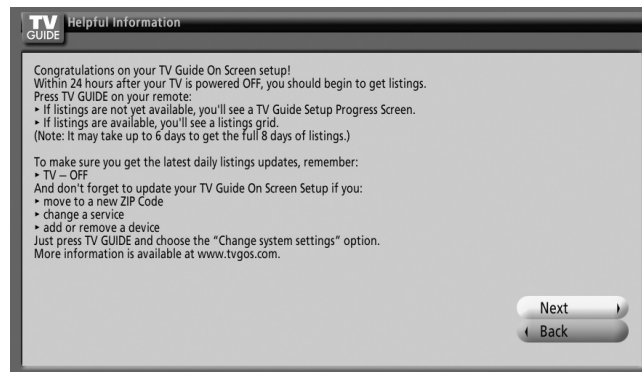 TV
GUIDE
Helpful Information
Congratulations on your TV Guide On Screen setup!
Within 24 hours after your TV is powered OFF, you should begin to get listings.
Press TV GUIDE on your remote:
‣ If listings are not yet available, you'll see a TV Guide Setup Progress Screen.
‣ If listings are available, you'll see a listings grid.
(Note: It may take up to 6 days to get the full 8 days of listings.)
To make sure you get the latest daily listings updates, remember:
‣ TV – OFF
And don't forget to update your TV Guide On Screen Setup if you:
‣ move to a new ZIP Code
‣ change a service
‣ add or remove a device
Just press TV GUIDE and choose the “Change system settings” option.
More information is available at www.tvgos.com.
Next
Back